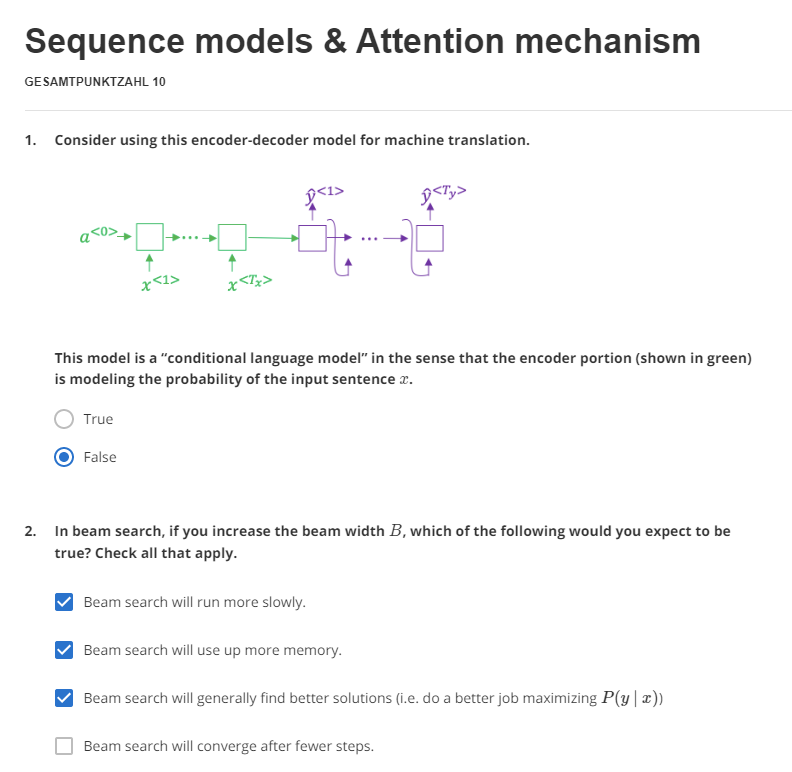 Sequence models & Attention mechanism
GESAMTPUNKTZAHL 10
1. Consider using this encoder-decoder model for machine translation.
ŷ<1> ŷ<Ty>
a<0> ... ...
x<1> x<Tx>
This model is a “conditional language model” in the sense that the encoder portion (shown in green)
is modeling the probability of the input sentence x.
True
False
2. In beam search, if you increase the beam width B, which of the following would you expect to be
true? Check all that apply.
Beam search will run more slowly.
Beam search will use up more memory.
Beam search will generally find better solutions (i.e. do a better job maximizing P(y | x))
Beam search will converge after fewer steps.